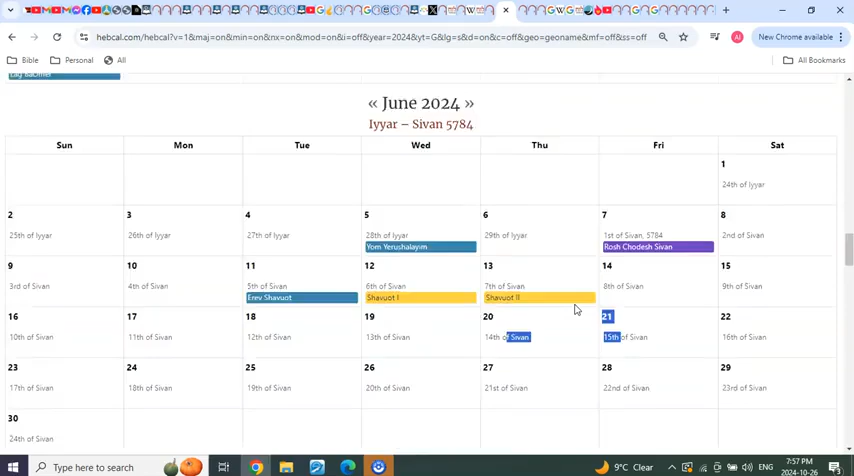 hebcal.com/hebcal?v=1&maj=on&min=on&nx=on&mod=on&i=off&year=2024&yt=G&lg=s&d=on&c=off&geo=geoname&mf=off&ss=off
AI
New Chrome available
Bible
Personal
All
All Bookmarks
Lag BaOmer
« June 2024 »
Iyyar – Sivan 5784
Sun Mon Tue Wed Thu Fri Sat
1
24th of Iyyar
2 3 4 5 6 7 8
25th of Iyyar 26th of Iyyar 27th of Iyyar 28th of Iyyar 29th of Iyyar 1st of Sivan, 5784 2nd of Sivan
Yom Yerushalayim Rosh Chodesh Sivan
9 10 11 12 13 14 15
3rd of Sivan 4th of Sivan 5th of Sivan 6th of Sivan 7th of Sivan 8th of Sivan 9th of Sivan
Erev Shavuot Shavuot I Shavuot II
16 17 18 19 20 21 22
10th of Sivan 11th of Sivan 12th of Sivan 13th of Sivan 14th of Sivan 15th of Sivan 16th of Sivan
23 24 25 26 27 28 29
17th of Sivan 18th of Sivan 19th of Sivan 20th of Sivan 21st of Sivan 22nd of Sivan 23rd of Sivan
30
24th of Sivan
Type here to search
9°C Clear
ENG
7:57 PM
2024-10-26